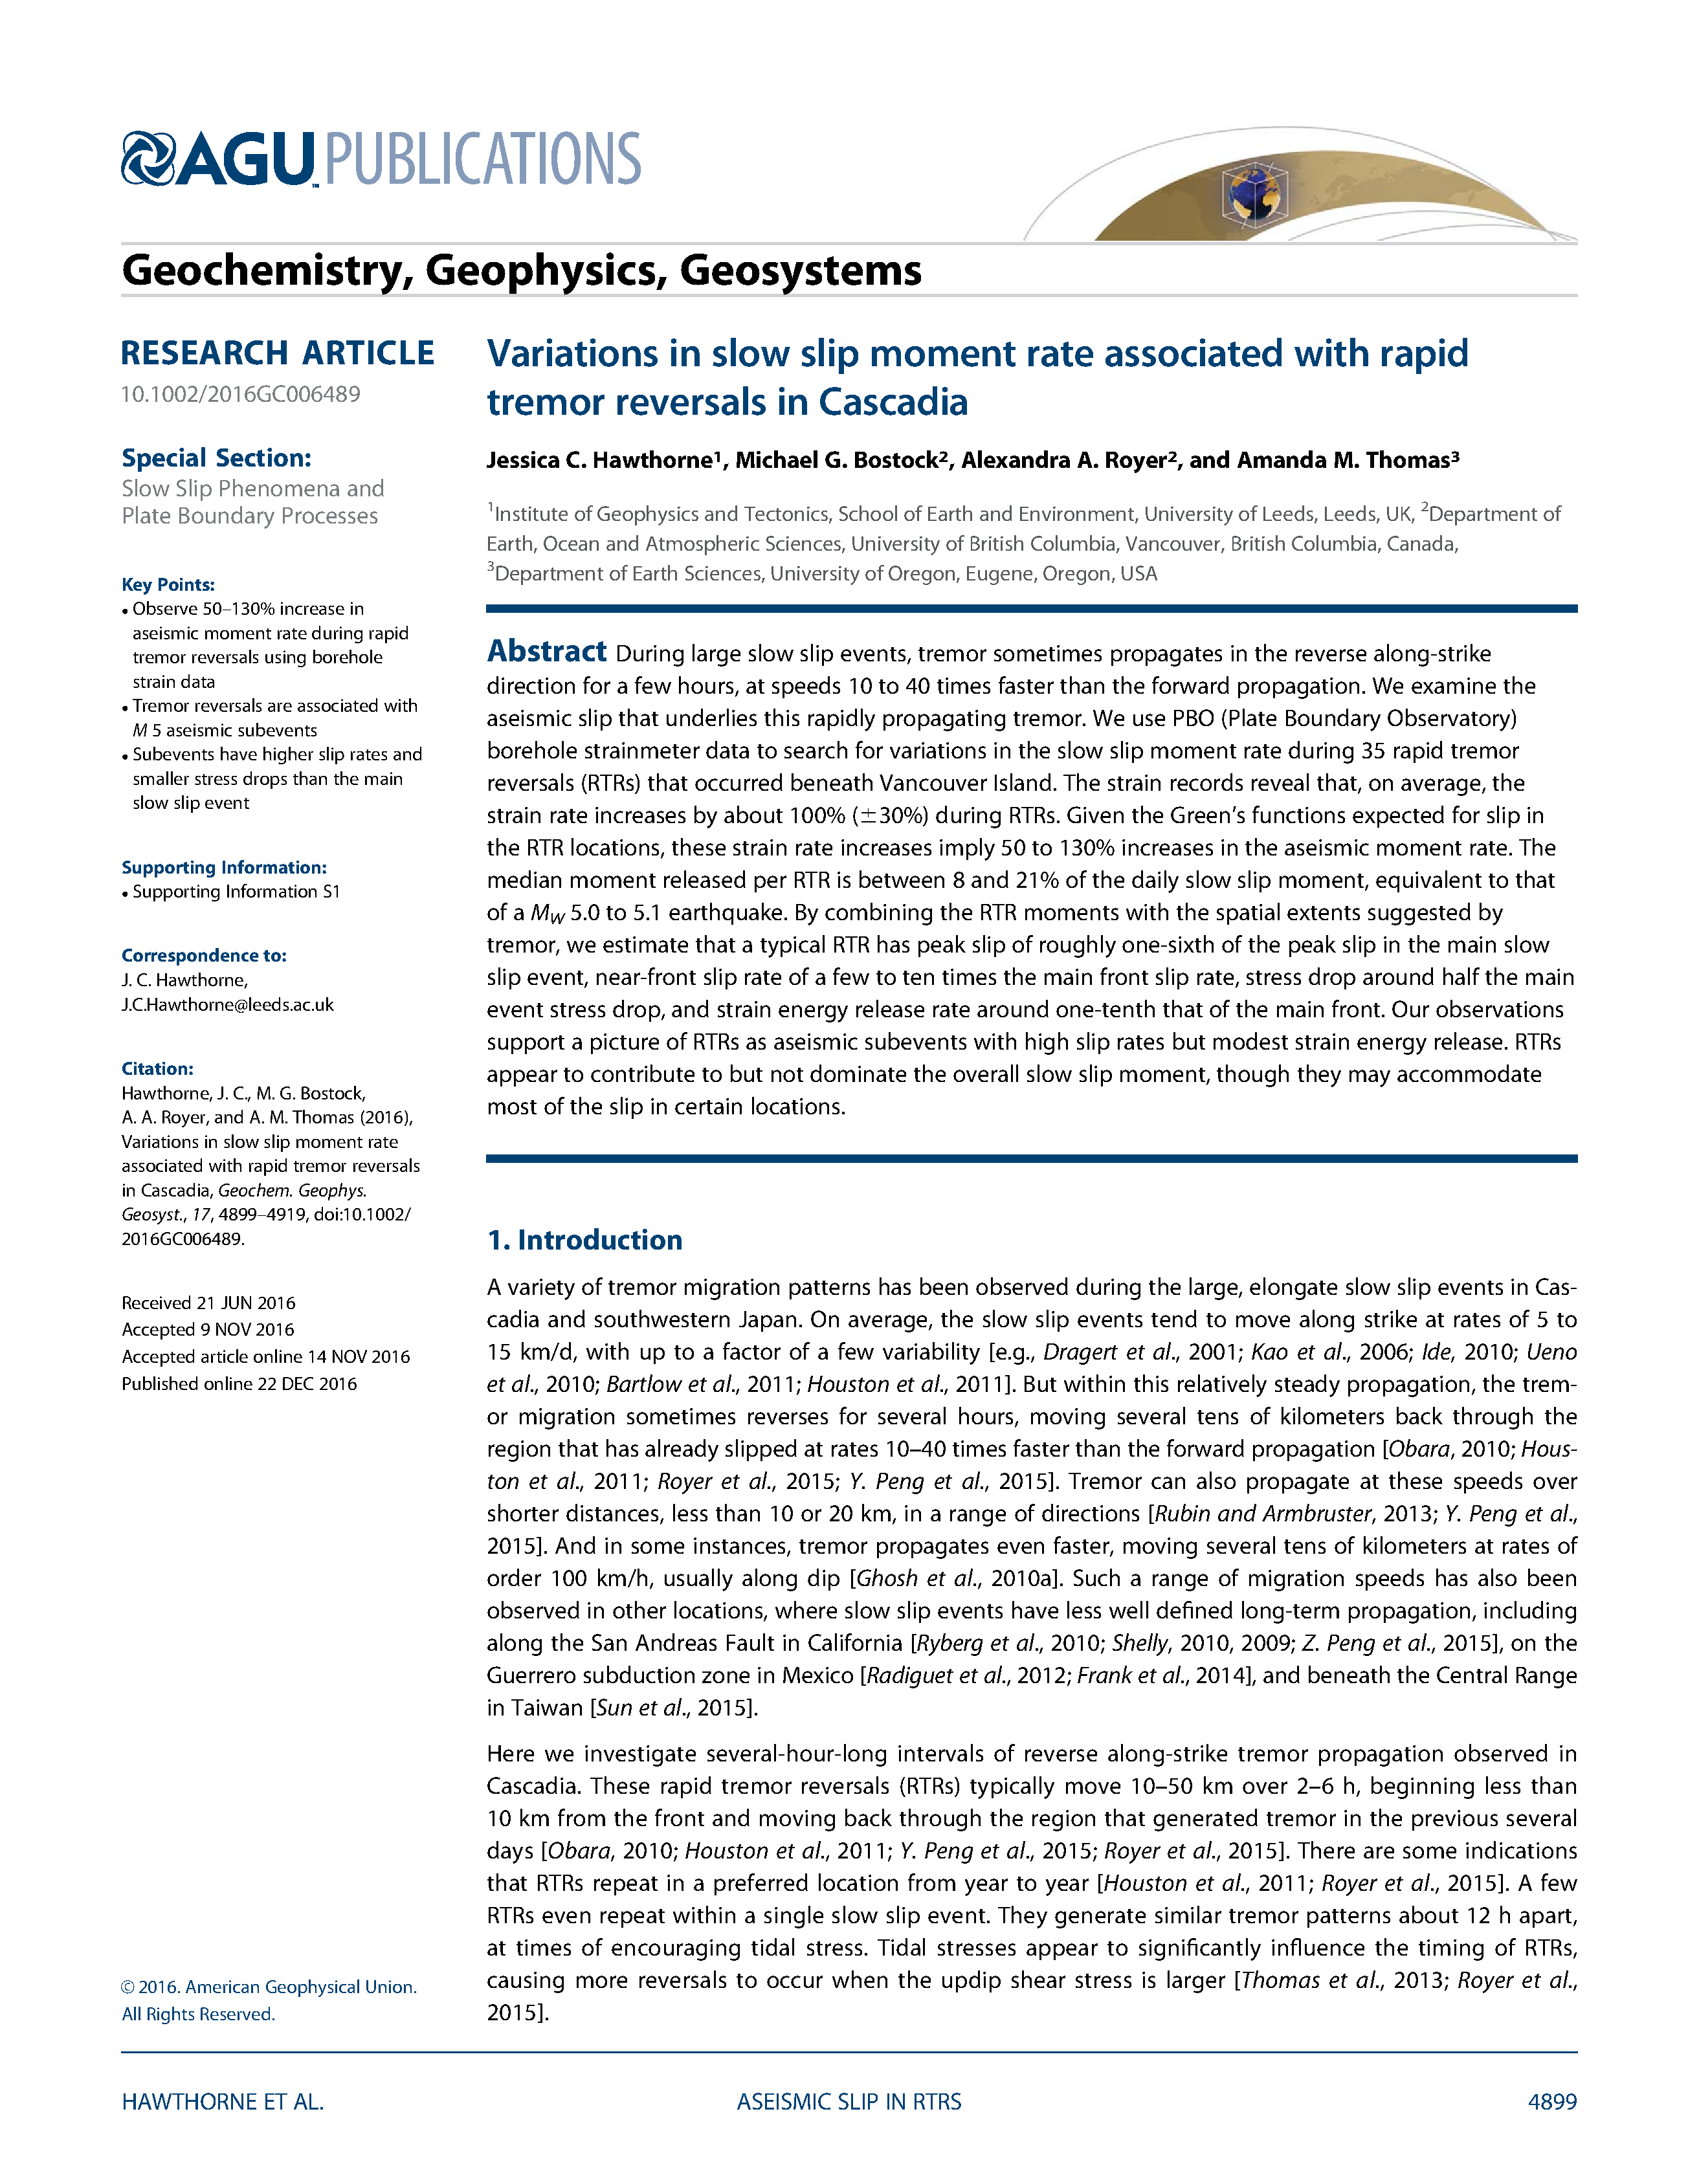 AGU PUBLICATIONS
Geochemistry, Geophysics, Geosystems
RESEARCH ARTICLE
10.1002/2016GC006489
Special Section:
Slow Slip Phenomena and
Plate Boundary Processes
Key Points:
• Observe 50–130% increase in
aseismic moment rate during rapid
tremor reversals using borehole
strain data
• Tremor reversals are associated with
M 5 aseismic subevents
• Subevents have higher slip rates and
smaller stress drops than the main
slow slip event
Supporting Information:
• Supporting Information S1
Correspondence to:
J. C. Hawthorne,
J.C.Hawthorne@leeds.ac.uk
Citation:
Hawthorne, J. C., M. G. Bostock,
A. A. Royer, and A. M. Thomas (2016),
Variations in slow slip moment rate
associated with rapid tremor reversals
in Cascadia, Geochem. Geophys.
Geosyst., 17, 4899–4919, doi:10.1002/
2016GC006489.
Received 21 JUN 2016
Accepted 9 NOV 2016
Accepted article online 14 NOV 2016
Published online 22 DEC 2016
© 2016. American Geophysical Union.
All Rights Reserved.
Variations in slow slip moment rate associated with rapid
tremor reversals in Cascadia
Jessica C. Hawthorne1, Michael G. Bostock2, Alexandra A. Royer2, and Amanda M. Thomas3
1Institute of Geophysics and Tectonics, School of Earth and Environment, University of Leeds, Leeds, UK, 2Department of
Earth, Ocean and Atmospheric Sciences, University of British Columbia, Vancouver, British Columbia, Canada,
3Department of Earth Sciences, University of Oregon, Eugene, Oregon, USA
Abstract During large slow slip events, tremor sometimes propagates in the reverse along-strike
direction for a few hours, at speeds 10 to 40 times faster than the forward propagation. We examine the
aseismic slip that underlies this rapidly propagating tremor. We use PBO (Plate Boundary Observatory)
borehole strainmeter data to search for variations in the slow slip moment rate during 35 rapid tremor
reversals (RTRs) that occurred beneath Vancouver Island. The strain records reveal that, on average, the
strain rate increases by about 100% (±30%) during RTRs. Given the Green's functions expected for slip in
the RTR locations, these strain rate increases imply 50 to 130% increases in the aseismic moment rate. The
median moment released per RTR is between 8 and 21% of the daily slow slip moment, equivalent to that
of a MW 5.0 to 5.1 earthquake. By combining the RTR moments with the spatial extents suggested by
tremor, we estimate that a typical RTR has peak slip of roughly one-sixth of the peak slip in the main slow
slip event, near-front slip rate of a few to ten times the main front slip rate, stress drop around half the main
event stress drop, and strain energy release rate around one-tenth that of the main front. Our observations
support a picture of RTRs as aseismic subevents with high slip rates but modest strain energy release. RTRs
appear to contribute to but not dominate the overall slow slip moment, though they may accommodate
most of the slip in certain locations.
1. Introduction
A variety of tremor migration patterns has been observed during the large, elongate slow slip events in Cas-
cadia and southwestern Japan. On average, the slow slip events tend to move along strike at rates of 5 to
15 km/d, with up to a factor of a few variability [e.g., Dragert et al., 2001; Kao et al., 2006; Ide, 2010; Ueno
et al., 2010; Bartlow et al., 2011; Houston et al., 2011]. But within this relatively steady propagation, the trem-
or migration sometimes reverses for several hours, moving several tens of kilometers back through the
region that has already slipped at rates 10–40 times faster than the forward propagation [Obara, 2010; Hous-
ton et al., 2011; Royer et al., 2015; Y. Peng et al., 2015]. Tremor can also propagate at these speeds over
shorter distances, less than 10 or 20 km, in a range of directions [Rubin and Armbruster, 2013; Y. Peng et al.,
2015]. And in some instances, tremor propagates even faster, moving several tens of kilometers at rates of
order 100 km/h, usually along dip [Ghosh et al., 2010a]. Such a range of migration speeds has also been
observed in other locations, where slow slip events have less well defined long-term propagation, including
along the San Andreas Fault in California [Ryberg et al., 2010; Shelly, 2010, 2009; Z. Peng et al., 2015], on the
Guerrero subduction zone in Mexico [Radiguet et al., 2012; Frank et al., 2014], and beneath the Central Range
in Taiwan [Sun et al., 2015].
Here we investigate several-hour-long intervals of reverse along-strike tremor propagation observed in
Cascadia. These rapid tremor reversals (RTRs) typically move 10–50 km over 2–6 h, beginning less than
10 km from the front and moving back through the region that generated tremor in the previous several
days [Obara, 2010; Houston et al., 2011; Y. Peng et al., 2015; Royer et al., 2015]. There are some indications
that RTRs repeat in a preferred location from year to year [Houston et al., 2011; Royer et al., 2015]. A few
RTRs even repeat within a single slow slip event. They generate similar tremor patterns about 12 h apart,
at times of encouraging tidal stress. Tidal stresses appear to significantly influence the timing of RTRs,
causing more reversals to occur when the updip shear stress is larger [Thomas et al., 2013; Royer et al.,
2015].
HAWTHORNE ET AL.
ASEISMIC SLIP IN RTRS
4899